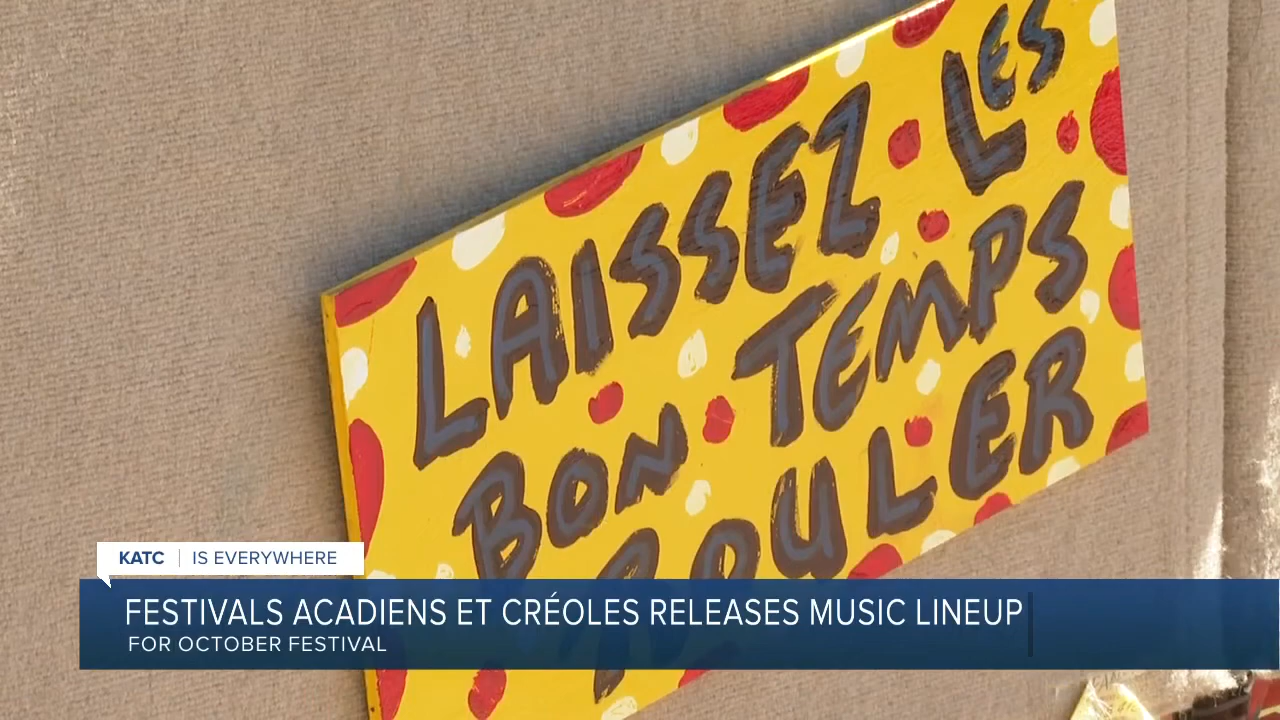 LAISSEZ LES
BON TEMPS
ROULER
KATC | IS EVERYWHERE
FESTIVALS ACADIENS ET CRÉOLES RELEASES MUSIC LINEUP
FOR OCTOBER FESTIVAL